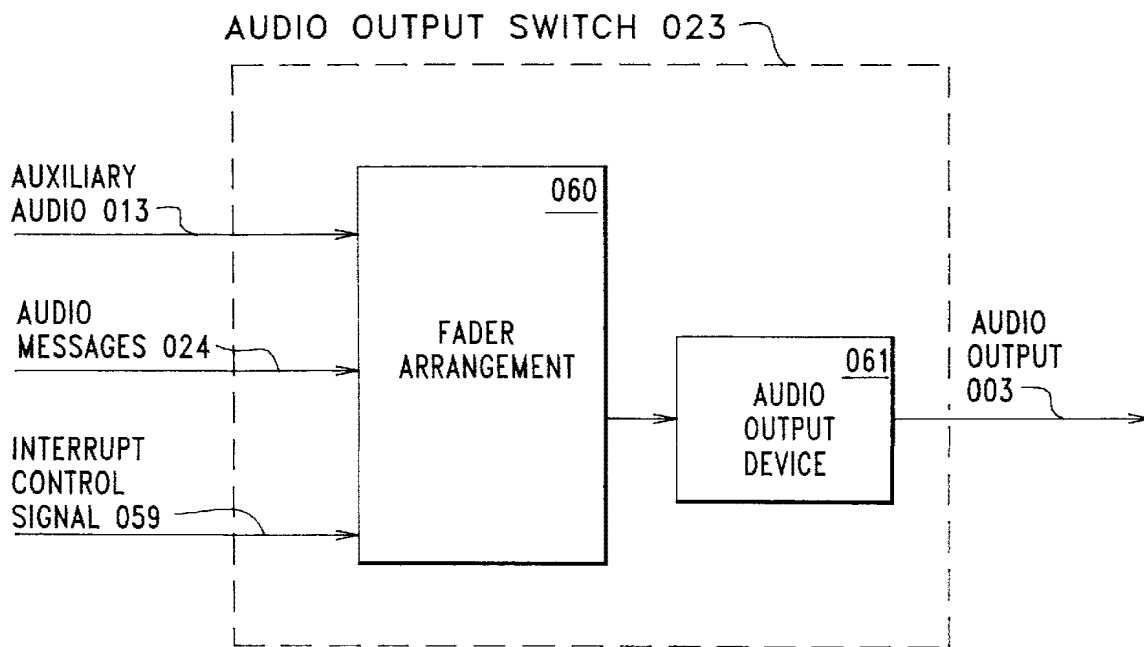 AUDIO OUTPUT SWITCH 023
AUXILIARY
AUDIO 013
AUDIO
MESSAGES 024
INTERRUPT
CONTROL
SIGNAL 059
060
FADER
ARRANGEMENT
061
AUDIO
OUTPUT
DEVICE
AUDIO
OUTPUT
003